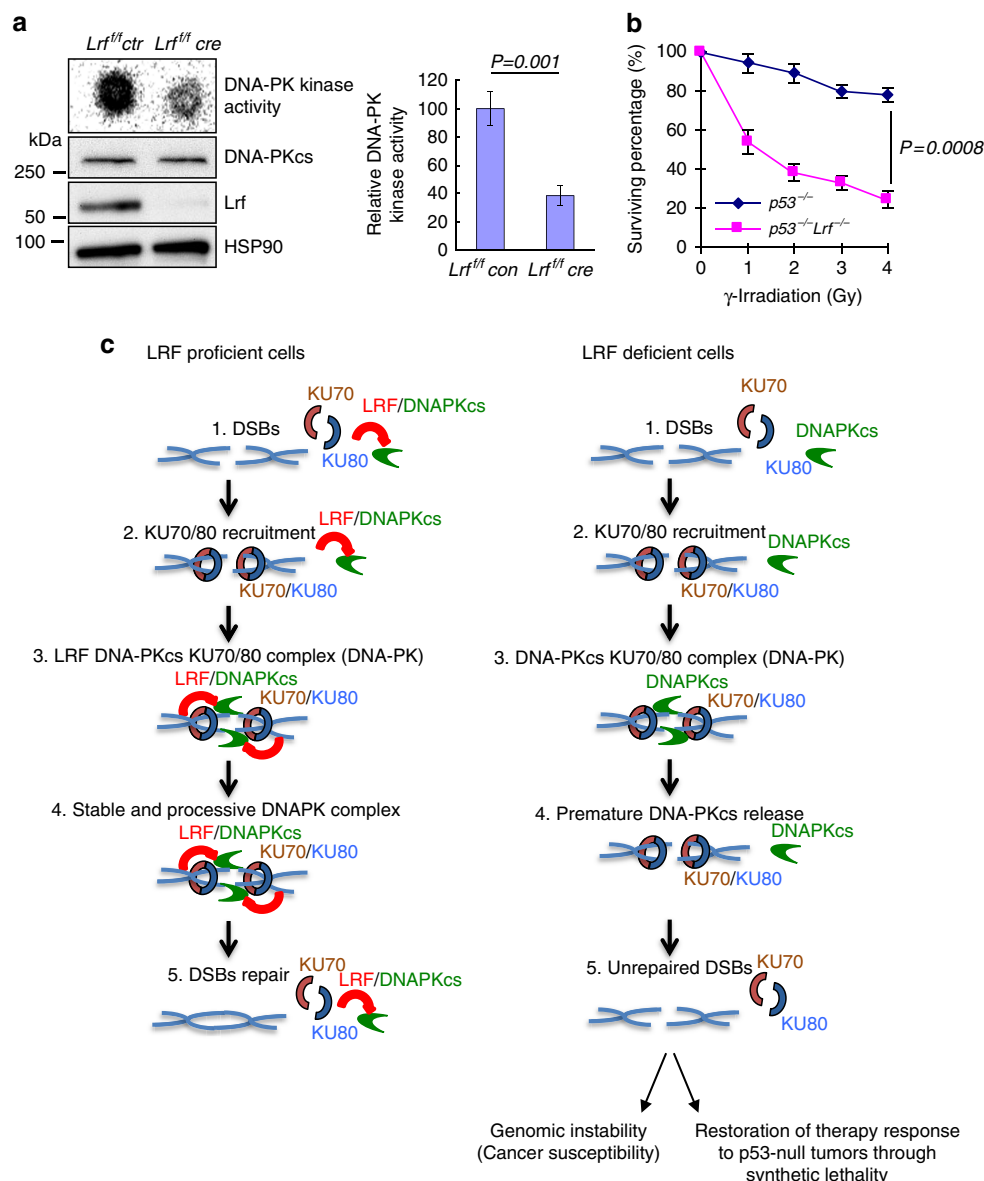 a
Lrf^f/f ctr Lrf^f/f cre
DNA-PK kinase
activity
kDa
DNA-PKcs
250
Lrf
50
100
HSP90
P=0.001
120
100
80
60
40
20
0
Relative DNA-PK
kinase activity
Lrf^f/f con Lrf^f/f cre
b
100
80
60
40
20
0
Surviving percentage (%)
P=0.0008
p53^−/−
p53^−/−Lrf^−/−
0 1 2 3 4
γ-Irradiation (Gy)
c
LRF proficient cells
KU70
LRF/DNAPKcs
1. DSBs
KU80
2. KU70/80 recruitment
LRF/DNAPKcs
KU70/KU80
3. LRF DNA-PKcs KU70/80 complex (DNA-PK)
LRF/DNAPKcs
KU70/KU80
4. Stable and processive DNAPK complex
LRF/DNAPKcs
KU70/KU80
5. DSBs repair
KU70
LRF/DNAPKcs
KU80
LRF deficient cells
KU70
1. DSBs
DNAPKcs
KU80
2. KU70/80 recruitment
DNAPKcs
KU70/KU80
3. DNA-PKcs KU70/80 complex (DNA-PK)
DNAPKcs
KU70/KU80
4. Premature DNA-PKcs release
DNAPKcs
KU70/KU80
5. Unrepaired DSBs
KU70
KU80
Genomic instability
(Cancer susceptibility)
Restoration of therapy response
to p53-null tumors through
synthetic lethality